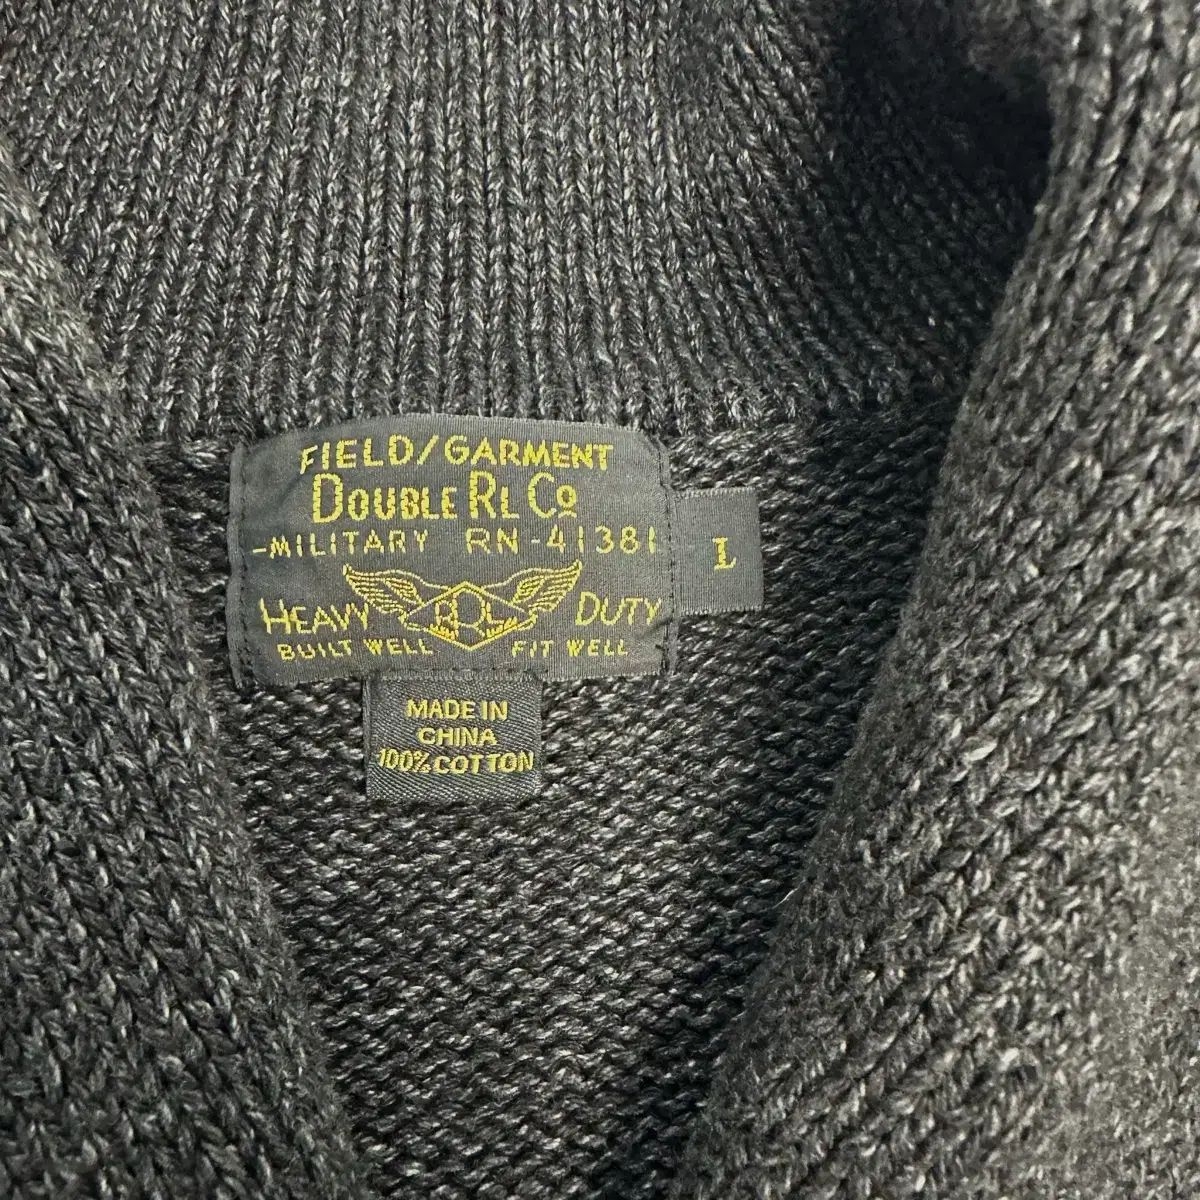 FIELD/GARMENT
DOUBLE RL CO
-MILITARY RN-41381
L
HEAVY RRL DUTY
BUILT WELL FIT WELL
MADE IN
CHINA
100% COTTON